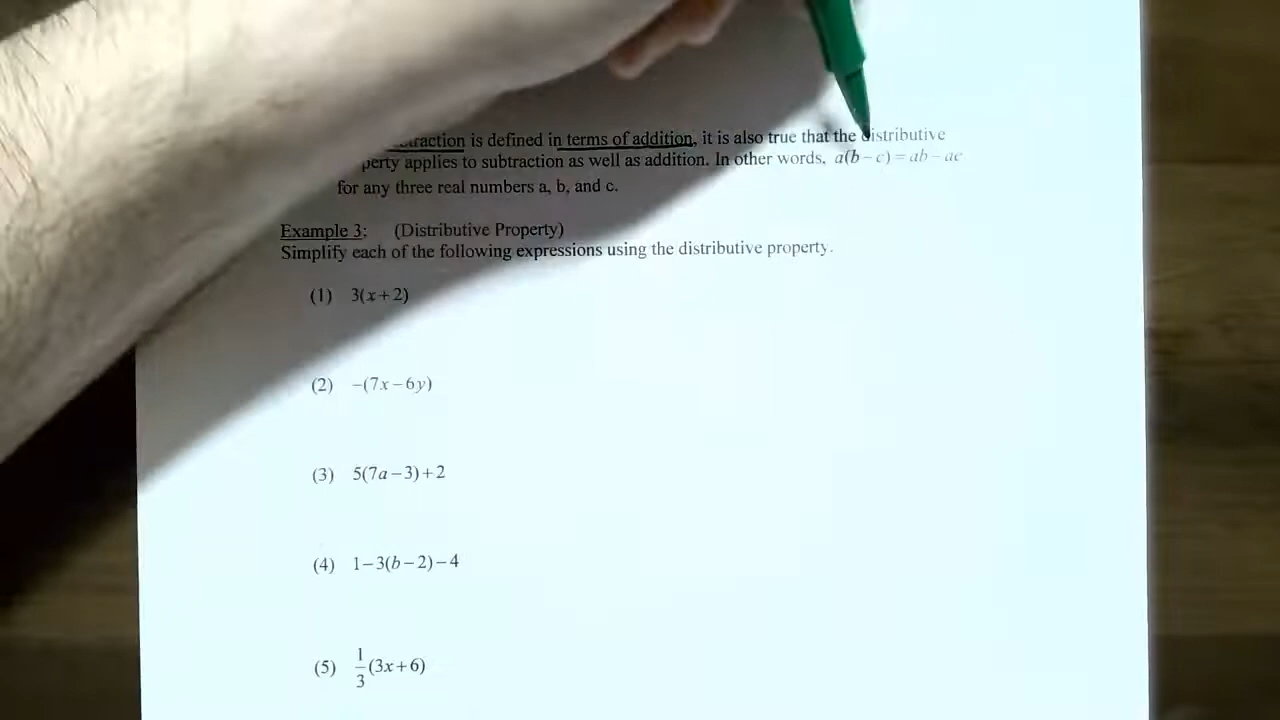 is defined in terms of addition, it is also true that the distributive
applies to subtraction as well as addition. In other words, a(b − c) = ab − ac
for any three real numbers a, b, and c.
Example 3: (Distributive Property)
Simplify each of the following expressions using the distributive property.
(1) 3(x + 2)
(2) −(7x − 6y)
(3) 5(7a − 3) + 2
(4) 1 − 3(b − 2) − 4
(5) \frac{1}{3}(3x + 6)